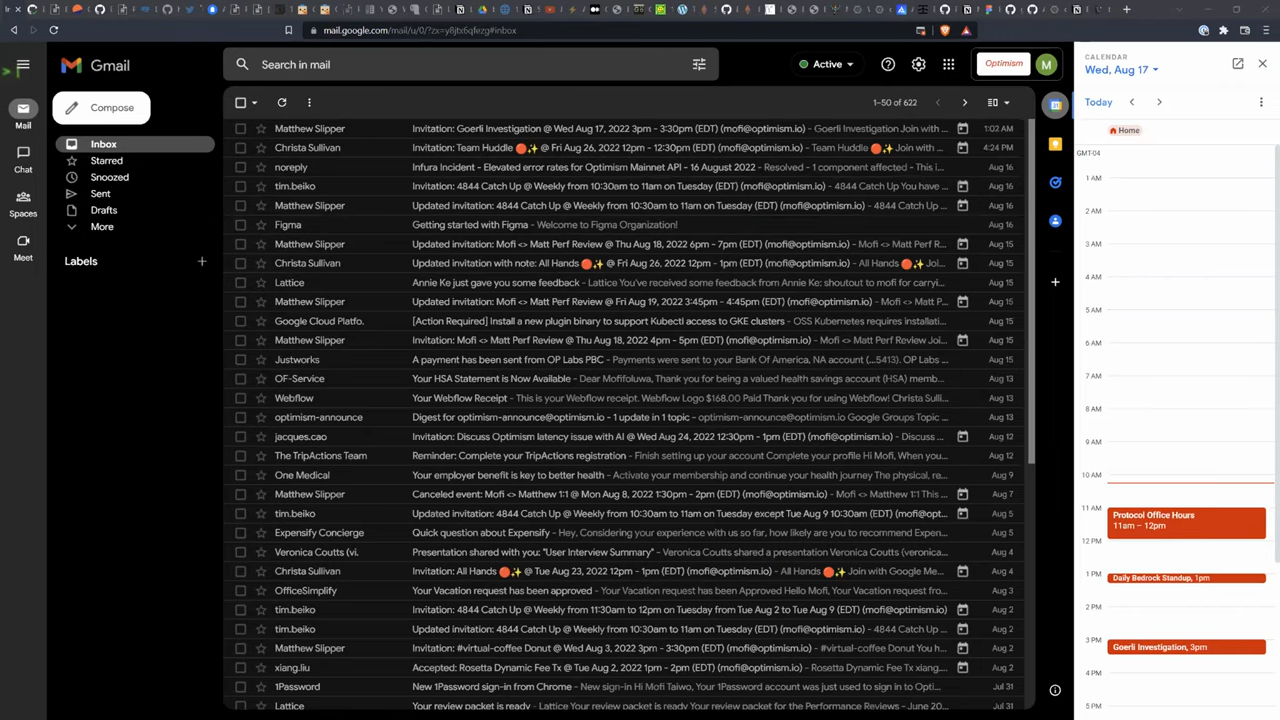 mail.google.com/mail/u/0/?zx=y8jtx6qfezg#inbox
Gmail
Search in mail
Active
Optimism
M
CALENDAR
Wed, Aug 17
Compose
1–50 of 622
Today
Mail
Chat
Spaces
Meet
Inbox
Starred
Snoozed
Sent
Drafts
More
Labels
Matthew Slipper Invitation: Goerli Investigation @ Wed Aug 17, 2022 3pm - 3:30pm (EDT) (mofi@optimism.io) - Goerli Investigation Join with … 1:02 AM
Christa Sullivan Invitation: Team Huddle 🔴✨ @ Fri Aug 26, 2022 12pm - 12:30pm (EDT) (mofi@optimism.io) - Team Huddle 🔴✨ Join with … 4:24 PM
noreply Infura Incident - Elevated error rates for Optimism Mainnet API - 16 August 2022 - Resolved - 1 component affected - This i… Aug 16
tim.beiko Invitation: 4844 Catch Up @ Weekly from 10:30am to 11am on Tuesday (EDT) (mofi@optimism.io) - 4844 Catch Up You have … Aug 16
tim.beiko Updated invitation: 4844 Catch Up @ Weekly from 10:30am to 11am on Tuesday (EDT) (mofi@optimism.io) - 4844 Catch Up … Aug 16
Figma Getting started with Figma - Welcome to Figma Organization! Aug 16
Matthew Slipper Updated invitation: Mofi <> Matt Perf Review @ Thu Aug 18, 2022 6pm - 7pm (EDT) (mofi@optimism.io) - Mofi <> Matt Perf R… Aug 15
Christa Sullivan Updated invitation with note: All Hands 🔴✨ @ Fri Aug 26, 2022 12pm - 1pm (EDT) (mofi@optimism.io) - All Hands 🔴✨ Joi… Aug 15
Lattice Annie Ke just gave you some feedback - Lattice You've received some feedback from Annie Ke: shoutout to mofi for carryin… Aug 15
Matthew Slipper Updated invitation: Mofi <> Matt Perf Review @ Fri Aug 19, 2022 3:45pm - 4:45pm (EDT) (mofi@optimism.io) - Mofi <> Matt … Aug 15
Google Cloud Platfo. [Action Required] Install a new plugin binary to support Kubectl access to GKE clusters - OSS Kubernetes requires installati… Aug 15
Matthew Slipper Invitation: Mofi <> Matt Perf Review @ Thu Aug 18, 2022 4pm - 5pm (EDT) (mofi@optimism.io) - Mofi <> Matt Perf Review Join… Aug 15
Justworks A payment has been sent from OP Labs PBC - Payments were sent to your Bank Of America, NA account (...5413). OP Labs … Aug 15
OF-Service Your HSA Statement is Now Available - Dear Mofifoluwa, Thank you for being a valued health savings account (HSA) memb… Aug 13
Webflow Your Webflow Receipt - This is your Webflow receipt. Webflow Logo $168.00 Paid Thank you for using Webflow! Christa Sulli… Aug 13
optimism-announce Digest for optimism-announce@optimism.io - 1 update in 1 topic - optimism-announce@optimism.io Google Groups Topic … Aug 13
jacques.cao Invitation: Discuss Optimism latency issue with AI @ Wed Aug 24, 2022 12:30pm - 1pm (EDT) (mofi@optimism.io) - Discuss … Aug 12
The TripActions Team Reminder: Complete your TripActions registration - Finish setting up your account Complete your profile Hi Mofi, When you… Aug 12
One Medical Your employer benefit is key to better health - Activate your membership and continue your health journey The physical, re… Aug 9
Matthew Slipper Canceled event: Mofi <> Matthew 1:1 @ Mon Aug 8, 2022 1:30pm - 2pm (EDT) (mofi@optimism.io) - Mofi <> Matthew 1:1 This … Aug 7
tim.beiko Updated invitation: 4844 Catch Up @ Weekly from 10:30am to 11am on Tuesday except Tue Aug 9 10:30am (EDT) (mofi@opt… Aug 5
Expensify Concierge Quick question about Expensify - Hey, Considering your experience with us so far, how likely are you to recommend Expen… Aug 5
Veronica Coutts (vi. Presentation shared with you: "User Interview Summary" - Veronica Coutts shared a presentation Veronica Coutts (veronica… Aug 4
Christa Sullivan Invitation: All Hands 🔴✨ @ Tue Aug 23, 2022 12pm - 1pm (EDT) (mofi@optimism.io) - All Hands 🔴✨ Join with Google Me… Aug 4
OfficeSimplify Your Vacation request has been approved - Your Vacation request has been approved Hello Mofi, Your Vacation request fro… Aug 3
tim.beiko Invitation: 4844 Catch Up @ Weekly from 11:30am to 12pm on Tuesday from Tue Aug 2 to Tue Aug 9 (EDT) (mofi@optimism.io) Aug 2
tim.beiko Updated invitation: 4844 Catch Up @ Weekly from 10:30am to 11am on Tuesday (EDT) (mofi@optimism.io) - 4844 Catch Up … Aug 2
Matthew Slipper Invitation: #virtual-coffee Donut @ Wed Aug 3, 2022 3pm - 3:30pm (EDT) (mofi@optimism.io) - #virtual-coffee Donut You h… Aug 2
xiang.liu Accepted: Rosetta Dynamic Fee Tx @ Tue Aug 2, 2022 1pm - 2pm (EDT) (mofi@optimism.io) - Rosetta Dynamic Fee Tx xiang… Aug 2
1Password New 1Password sign-in from Chrome - New sign-in Hi Mofi Taiwo, Your 1Password account was just used to sign in to Opti… Jul 31
Lattice Your review packet is ready - Your review packet is ready for the Performance Reviews - June 20… Jul 31
Home
GMT-04
1 AM
2 AM
3 AM
4 AM
5 AM
6 AM
7 AM
8 AM
9 AM
10 AM
11 AM
Protocol Office Hours
11am – 12pm
12 PM
1 PM
Daily Bedrock Standup, 1pm
2 PM
3 PM
Goerli Investigation, 3pm
4 PM
5 PM